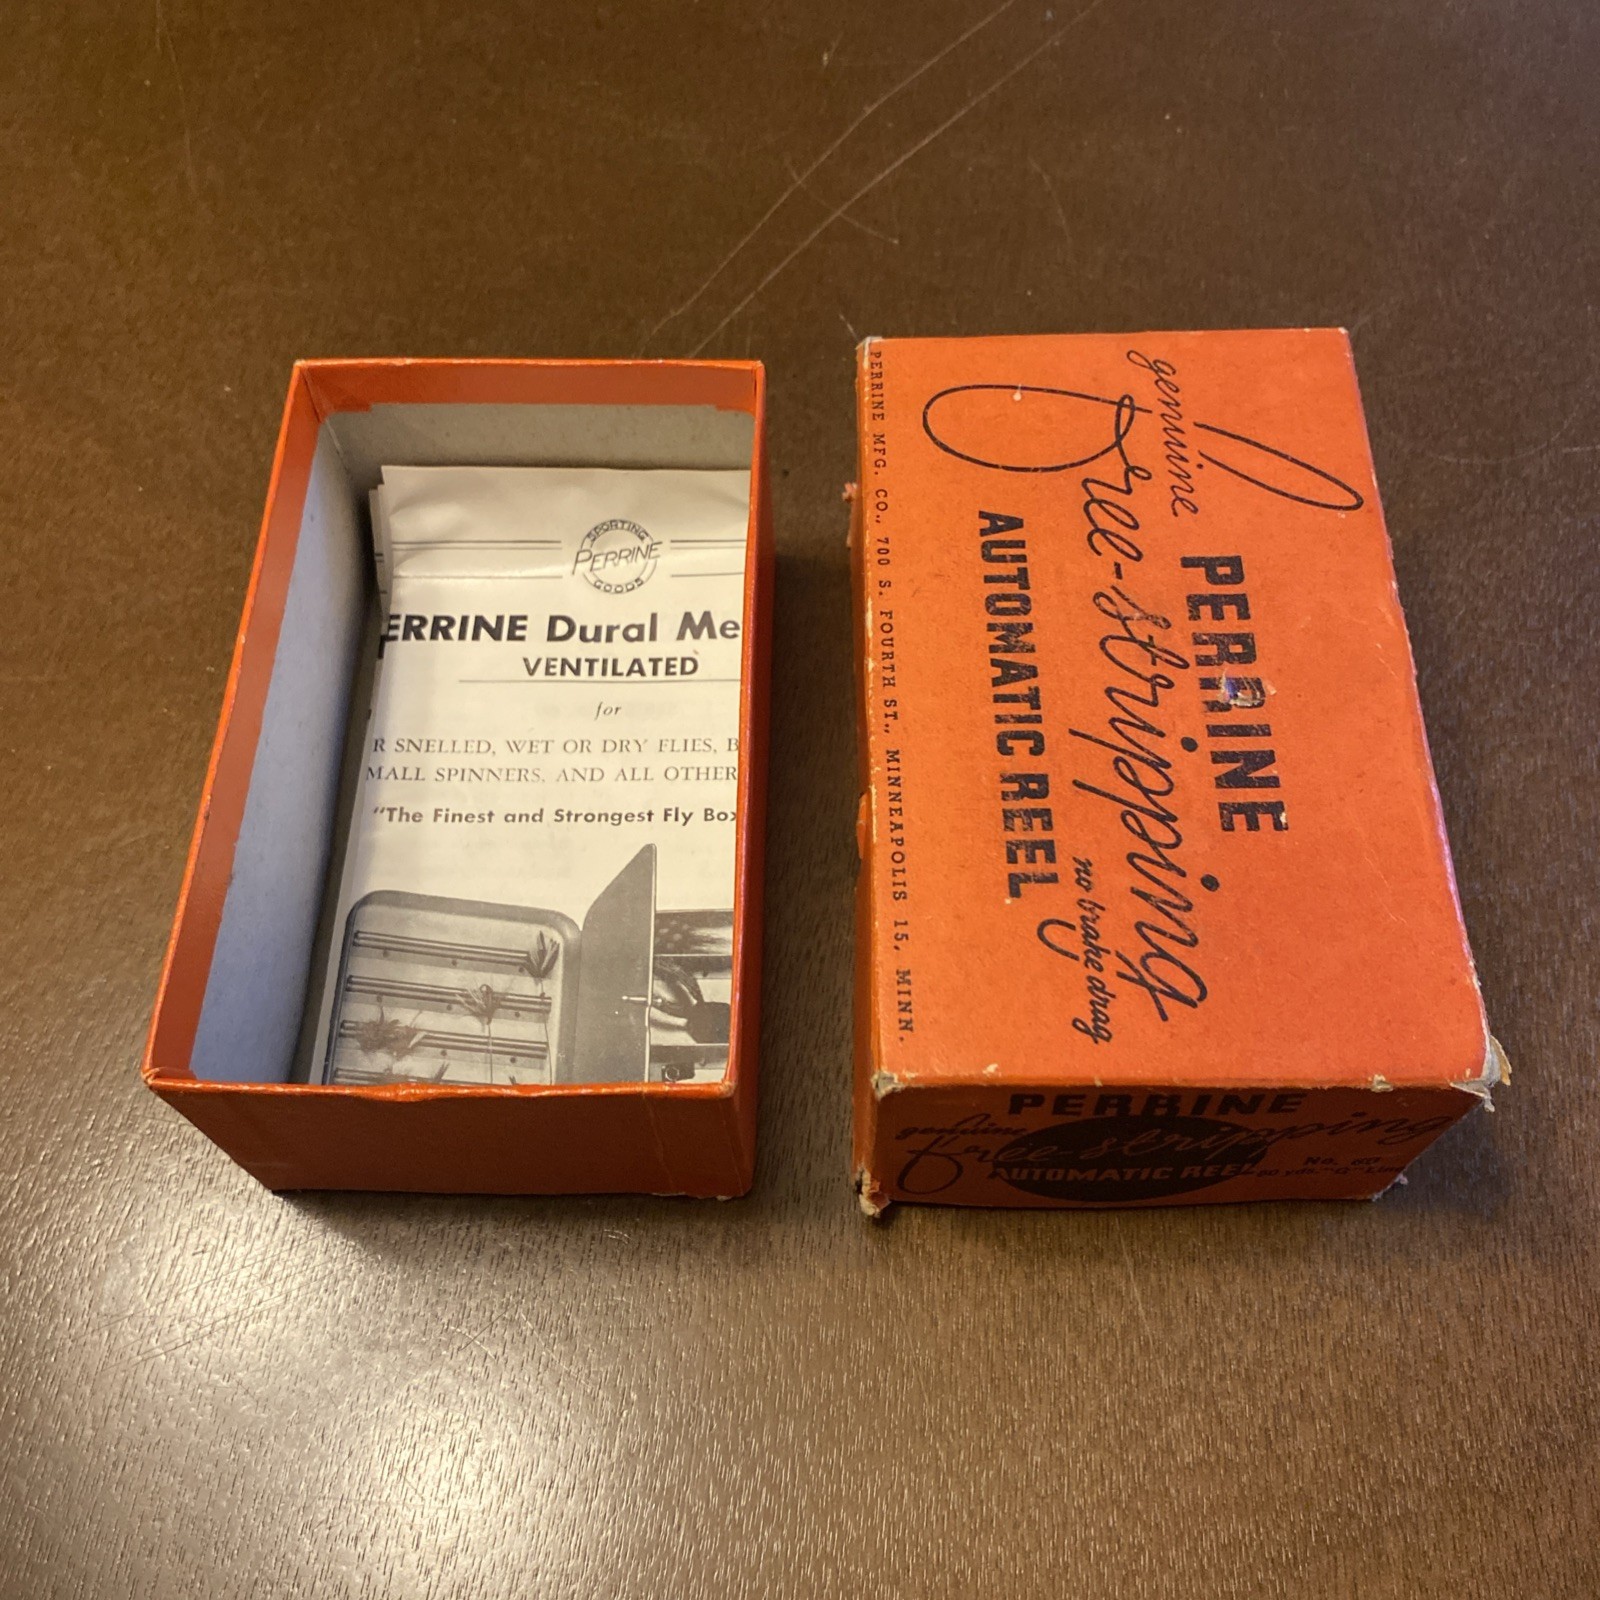 SPORTING
PERRINE
GOODS
ERRINE Dural Me
VENTILATED
for
R SNELLED, WET OR DRY FLIES, B
MALL SPINNERS, AND ALL OTHER
"The Finest and Strongest Fly Box
genuine PERRINE
Free-stripping
AUTOMATIC REEL
no brake drag
PERRINE MFG. CO., 700 S. FOURTH ST., MINNEAPOLIS 15, MINN.
PERRINE
genuine
free-stripping
AUTOMATIC REEL
No.